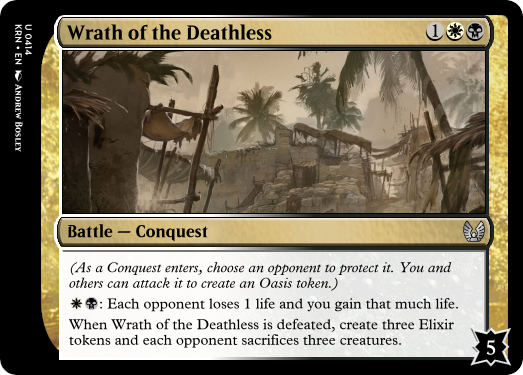 Wrath of the Deathless 1
Battle — Conquest
(As a Conquest enters, choose an opponent to protect it. You and
others can attack it to create an Oasis token.)
: Each opponent loses 1 life and you gain that much life.
When Wrath of the Deathless is defeated, create three Elixir
tokens and each opponent sacrifices three creatures.
5
U 0414
KRN • EN ANDREW BOSLEY